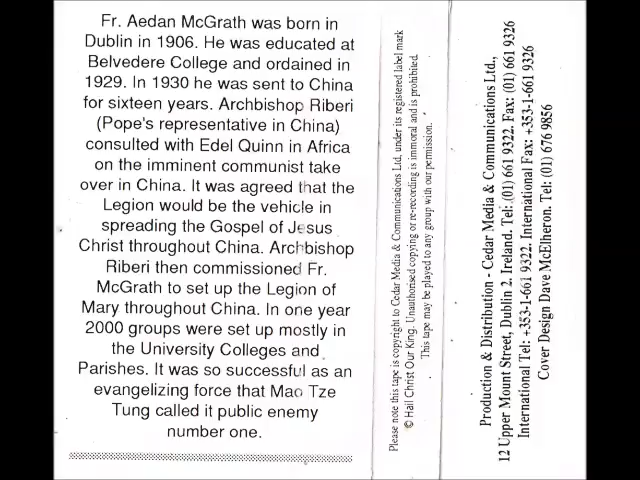 Fr. Aedan McGrath was born in
Dublin in 1906. He was educated at
Belvedere College and ordained in
1929. In 1930 he was sent to China
for sixteen years. Archbishop Riberi
(Pope's representative in China)
consulted with Edel Quinn in Africa
on the imminent communist take
over in China. It was agreed that the
Legion would be the vehicle in
spreading the Gospel of Jesus
Christ throughout China. Archbishop
Riberi then commissioned Fr.
McGrath to set up the Legion of
Mary throughout China. In one year
2000 groups were set up mostly in
the University Colleges and
Parishes. It was so successful as an
evangelizing force that Mao Tze
Tung called it public enemy
number one.
Please note this tape is copyright to Cedar Media & Communications Ltd, under its registered label mark
© Hail Christ Our King. Unauthorised copying or re-recording is immoral and is prohibited.
This tape may be played to any group with our permission.
Production & Distribution - Cedar Media & Communications Ltd.,
12 Upper Mount Street, Dublin 2, Ireland. Tel: (01) 661 9322. Fax: (01) 661 9326
International Tel: +353-1-661 9322. International Fax: +353-1-661 9326
Cover Design Dave McElheron. Tel: (01) 676 9856